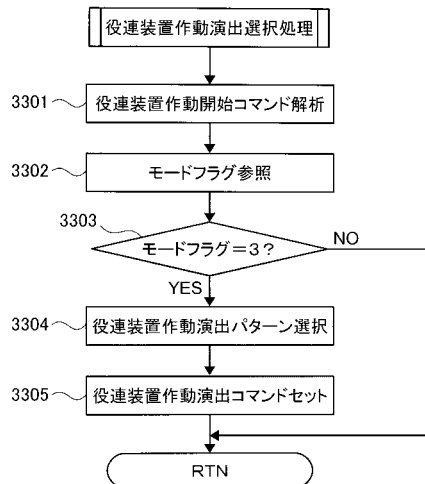 役連装置作動演出選択処理
3301
役連装置作動開始コマンド解析
3302
モードフラグ参照
3303
モードフラグ＝3？
NO
YES
3304
役連装置作動演出パターン選択
3305
役連装置作動演出コマンドセット
RTN